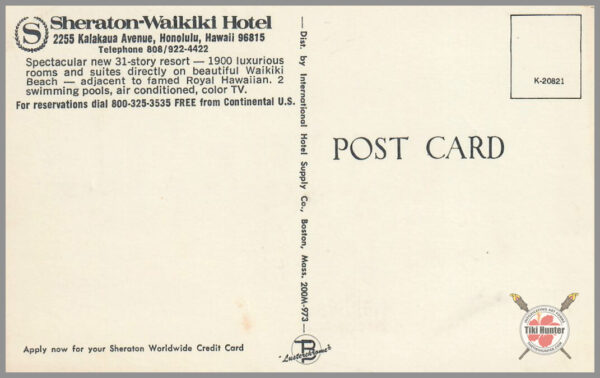 S
Sheraton-Waikiki Hotel
2255 Kalakaua Avenue, Honolulu, Hawaii 96815
Telephone 808/922-4422
Spectacular new 31-story resort — 1900 luxurious
rooms and suites directly on beautiful Waikiki
Beach — adjacent to famed Royal Hawaiian. 2
swimming pools, air conditioned, color TV.
For reservations dial 800-325-3535 FREE from Continental U.S.
Apply now for your Sheraton Worldwide Credit Card
— Dist. by International Hotel Supply Co., Boston, Mass. 200M-973 —
"Lusterchrome"
K-20821
POST CARD
Tiki Hunter
TIKIHUNTER.COM